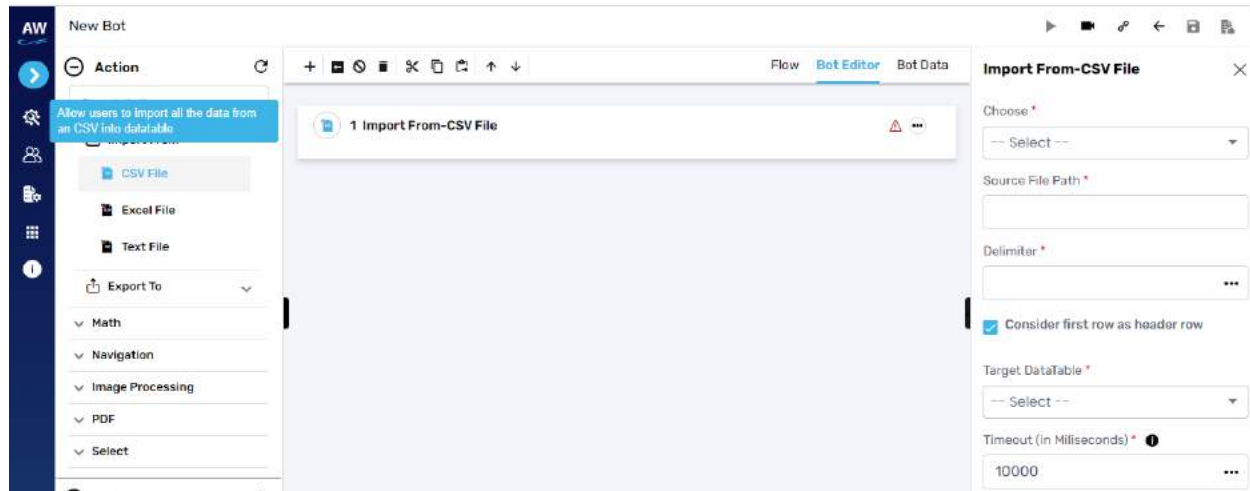 AW
New Bot
Action
Allow users to import all the data from
an CSV into datatable
CSV File
Excel File
Text File
Export To
Math
Navigation
Image Processing
PDF
Select
Flow
Bot Editor
Bot Data
1 Import From-CSV File
Import From-CSV File
Choose *
-- Select --
Source File Path *
Delimiter *
Consider first row as header row
Target DataTable *
-- Select --
Timeout (in Miliseconds) *
10000